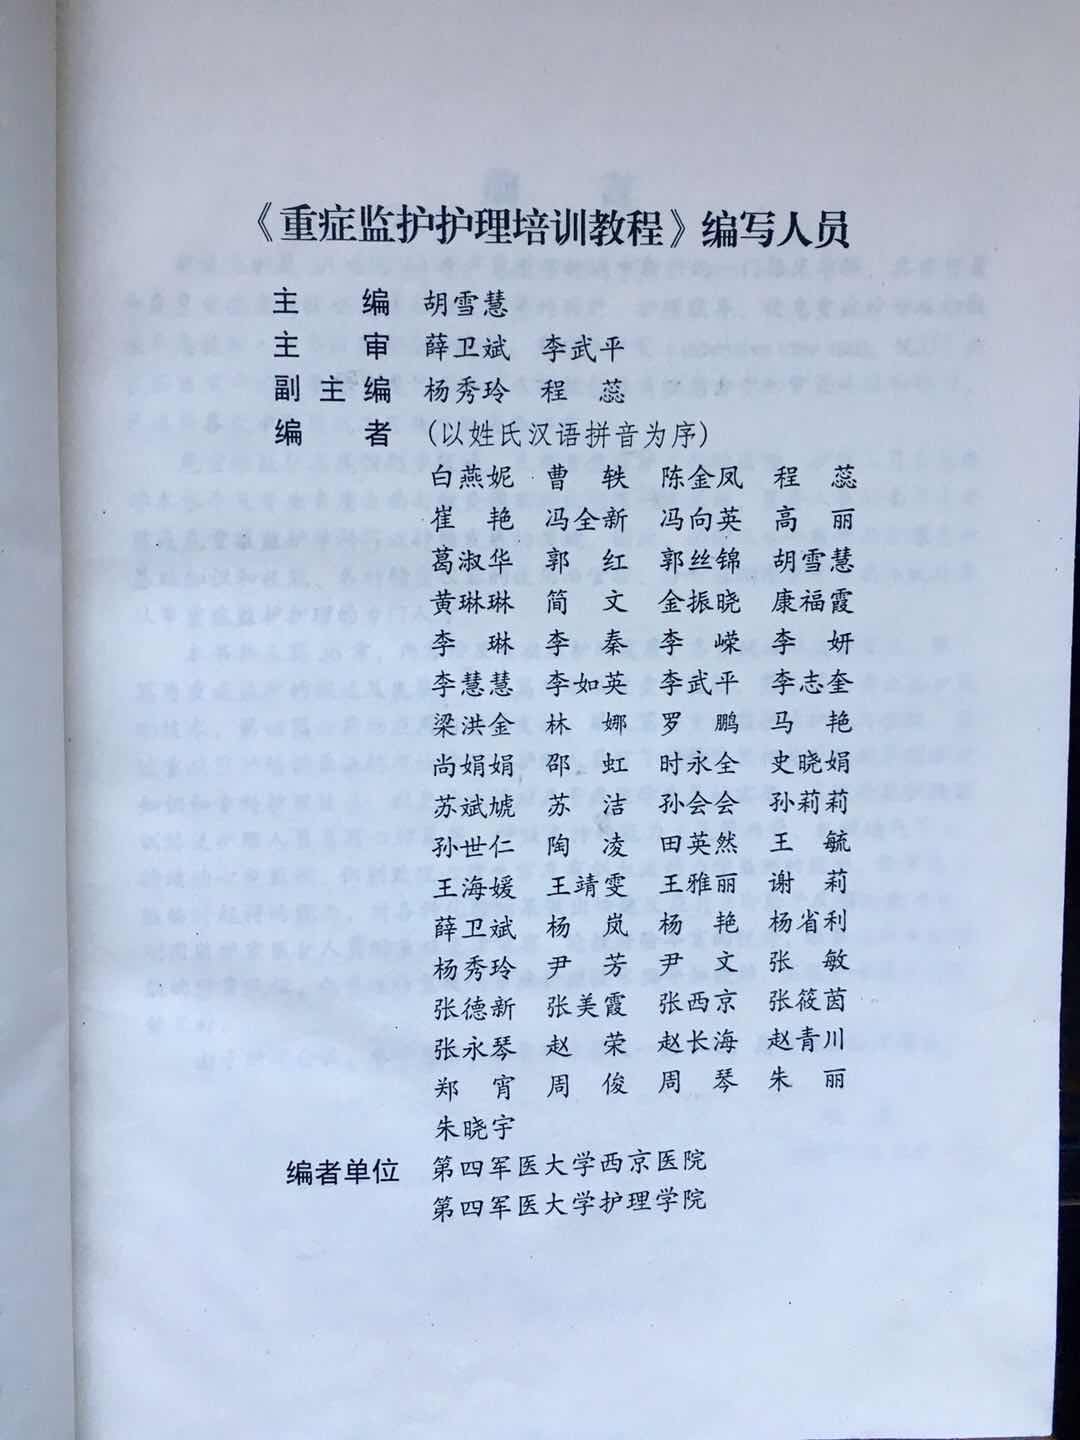 《重症监护护理培训教程》编写人员
主 编 胡雪慧
主 审 薛卫斌 李武平
副主编 杨秀玲 程 蕊
编 者 (以姓氏汉语拼音为序)
白燕妮 曹 轶 陈金凤 程 蕊
崔 艳 冯全新 冯向英 高 丽
葛淑华 郭 红 郭丝锦 胡雪慧
黄琳琳 简 文 金振晓 康福霞
李 琳 李 秦 李 嵘 李 妍
李慧慧 李如英 李武平 李志奎
梁洪金 林 娜 罗 鹏 马 艳
尚娟娟 邵 虹 时永全 史晓娟
苏斌虓 苏 洁 孙会会 孙莉莉
孙世仁 陶 凌 田英然 王 毓
王海媛 王靖雯 王雅丽 谢 莉
薛卫斌 杨 岚 杨 艳 杨省利
杨秀玲 尹 芳 尹 文 张 敏
张德新 张美霞 张西京 张筱茵
张永琴 赵 荣 赵长海 赵青川
郑 宵 周 俊 周 琴 朱 丽
朱晓宇
编者单位 第四军医大学西京医院
第四军医大学护理学院